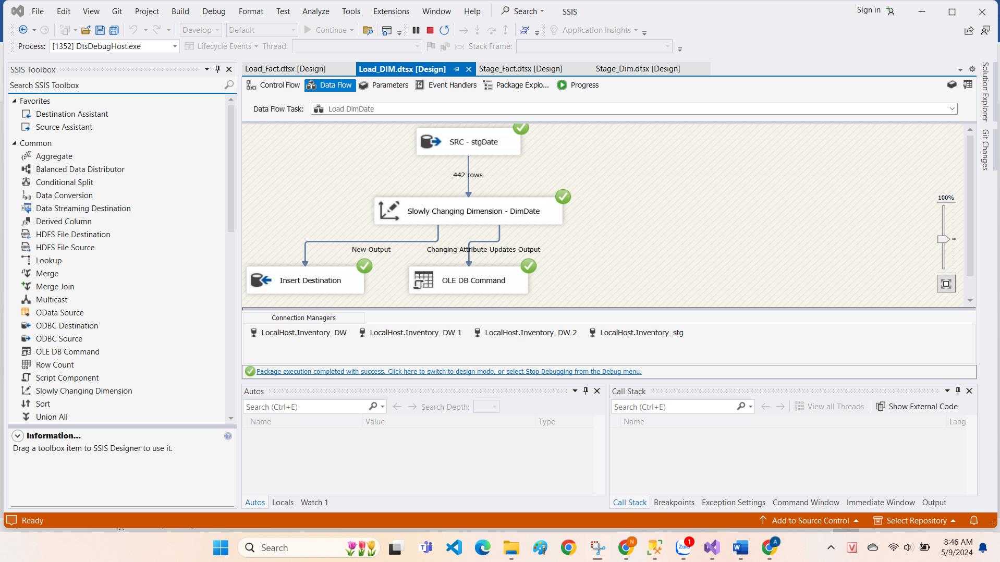 File Edit View Git Project Build Debug Format Test Analyze Tools Extensions Window Help Search SSIS Sign in
Develop Default Continue Application Insights
Process: [1352] DtsDebugHost.exe Lifecycle Events Thread: Stack Frame:
SSIS Toolbox
Search SSIS Toolbox
Favorites
Destination Assistant
Source Assistant
Common
Aggregate
Balanced Data Distributor
Conditional Split
Data Conversion
Data Streaming Destination
Derived Column
HDFS File Destination
HDFS File Source
Lookup
Merge
Merge Join
Multicast
OData Source
ODBC Destination
ODBC Source
OLE DB Command
Row Count
Script Component
Slowly Changing Dimension
Sort
Union All
Information...
Drag a toolbox item to SSIS Designer to use it.
Load_Fact.dtsx [Design] Load_DIM.dtsx [Design] Stage_Fact.dtsx [Design] Stage_Dim.dtsx [Design]
Control Flow Data Flow Parameters Event Handlers Package Explo... Progress
Data Flow Task: Load DimDate
SRC - stgDate
442 rows
Slowly Changing Dimension - DimDate
New Output Changing Attribute Updates Output
Insert Destination OLE DB Command
100%
Connection Managers
LocalHost.Inventory_DW LocalHost.Inventory_DW 1 LocalHost.Inventory_DW 2 LocalHost.Inventory_stg
Package execution completed with success. Click here to switch to design mode, or select Stop Debugging from the Debug menu.
Autos
Search (Ctrl+E) Search Depth:
Name Value Type
Autos Locals Watch 1
Call Stack
Search (Ctrl+E) View all Threads Show External Code
Name Lang
Call Stack Breakpoints Exception Settings Command Window Immediate Window Output
Solution Explorer
Git Changes
Ready Add to Source Control Select Repository
Search
N
Zalo
1
A
V
8:46 AM
5/9/2024